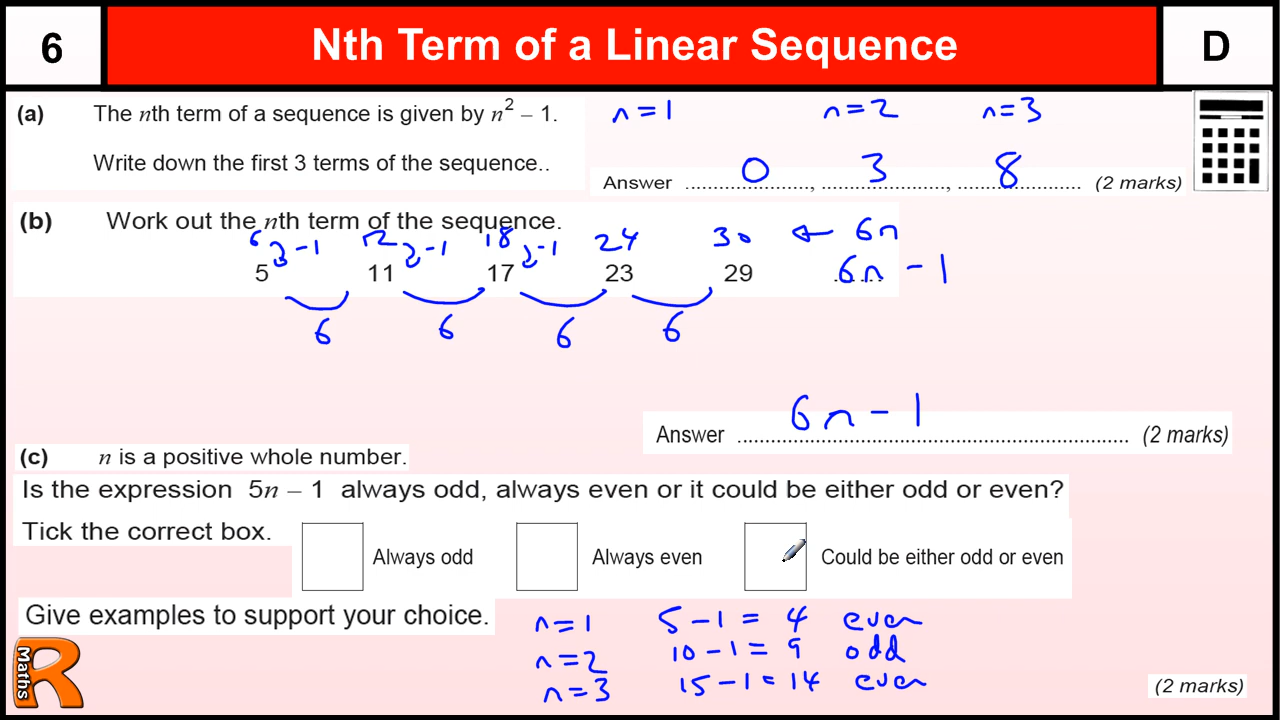 6 Nth Term of a Linear Sequence D
(a) The nth term of a sequence is given by n² – 1. n=1 n=2 n=3
Write down the first 3 terms of the sequence..
Answer 0, 3, 8 (2 marks)
(b) Work out the nth term of the sequence.
6 -1 12 -1 18 -1 24 30 ← 6n
5 11 17 23 29 ........ 6n - 1
6 6 6 6
6n - 1
Answer ........................................................................ (2 marks)
(c) n is a positive whole number.
Is the expression 5n – 1 always odd, always even or it could be either odd or even?
Tick the correct box.
Always odd Always even Could be either odd or even
Give examples to support your choice.
n=1 5-1 = 4 even
n=2 10-1 = 9 odd
n=3 15-1 = 14 even
(2 marks)
Maths R